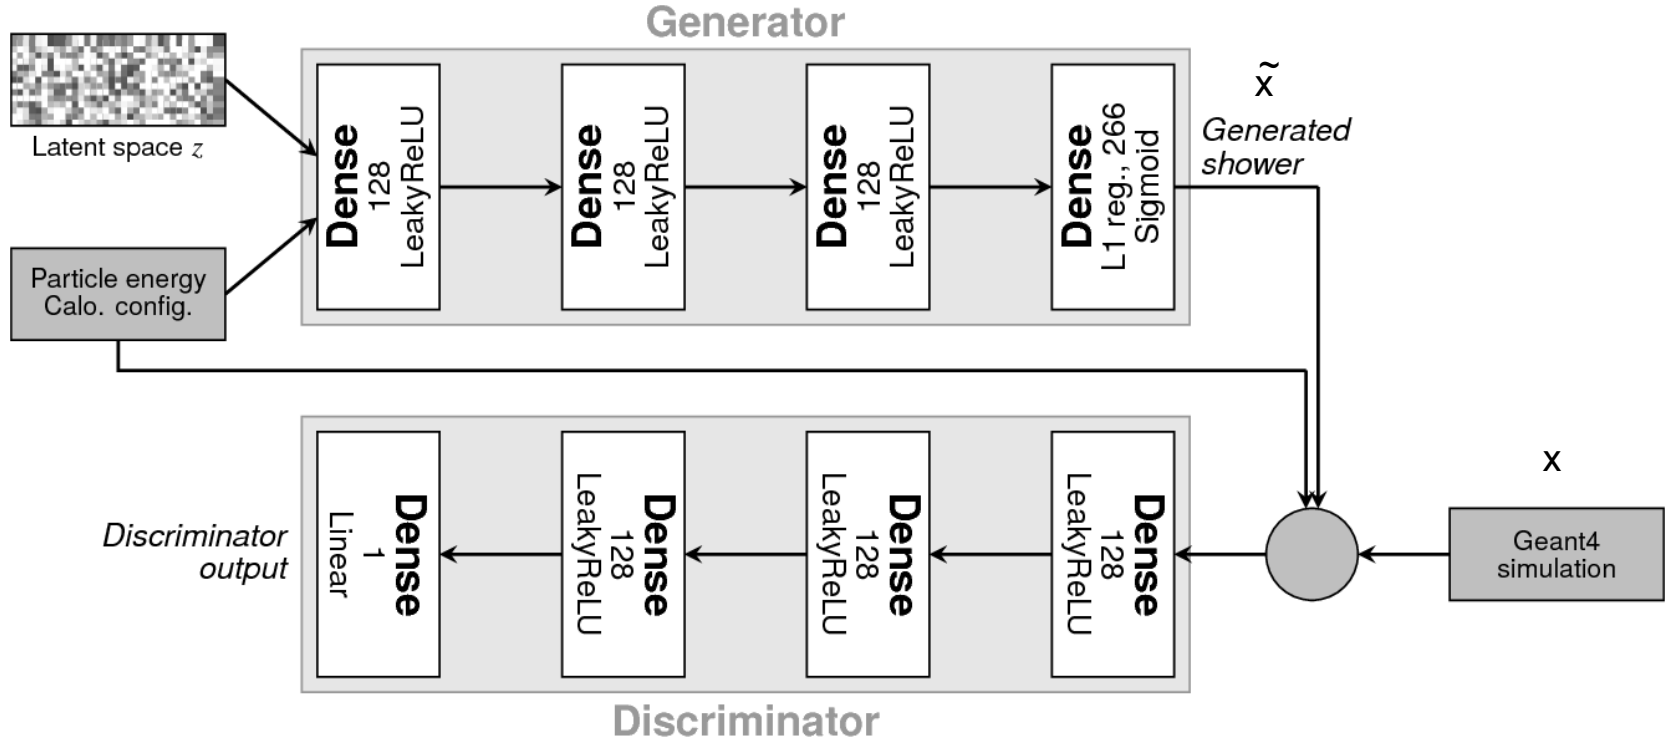 Generator
Latent space z
Particle energy
Calo. config.
Dense
128
LeakyReLU
Dense
128
LeakyReLU
Dense
128
LeakyReLU
Dense
L1 reg., 266
Sigmoid
x̃
Generated
shower
x
Geant4
simulation
Dense
128
LeakyReLU
Dense
128
LeakyReLU
Dense
128
LeakyReLU
Dense
1
Linear
Discriminator
output
Discriminator